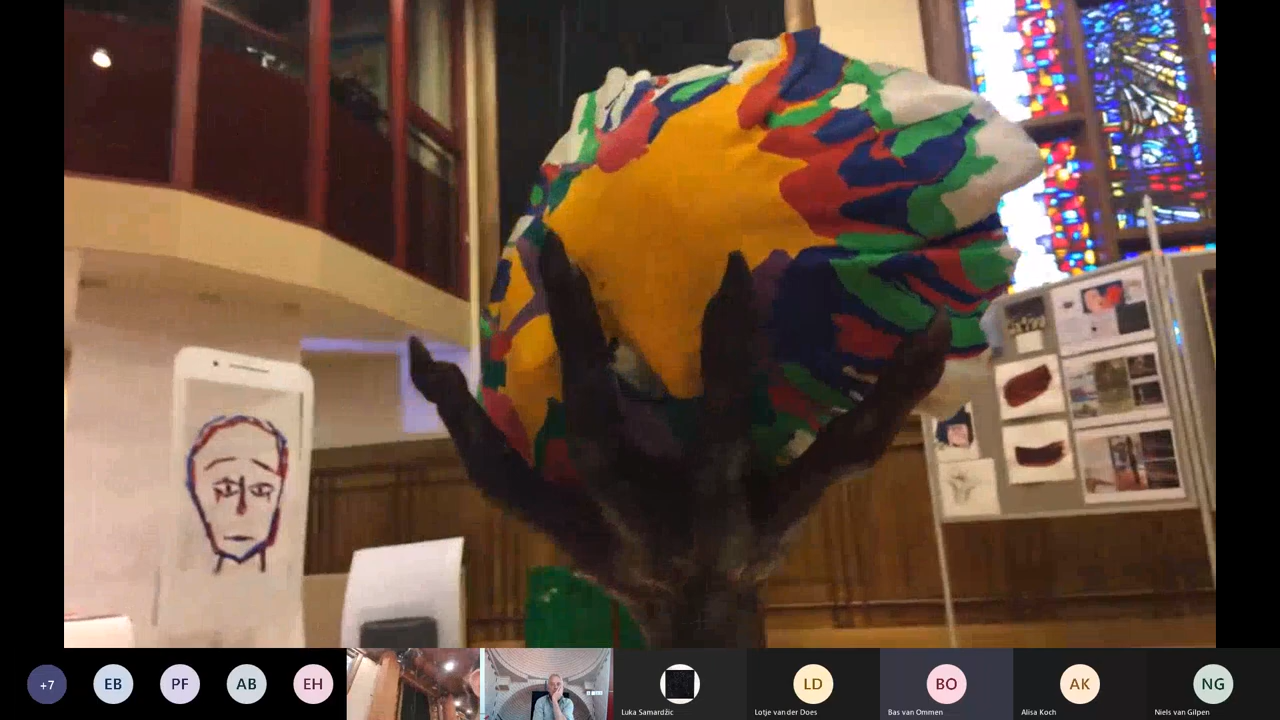 +7
EB
PF
AB
EH
LD
BO
AK
NG
Luka Samardžic
Lotje van der Does
Bas van Ommen
Alisa Koch
Niels van Gilpen